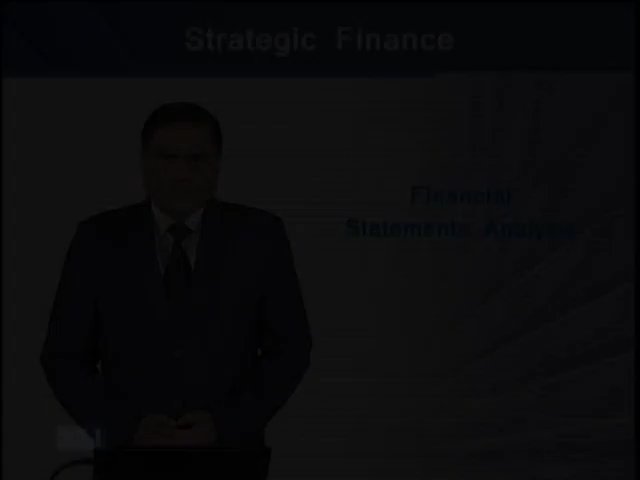 Strategic Finance
Financial
Statements Analysis